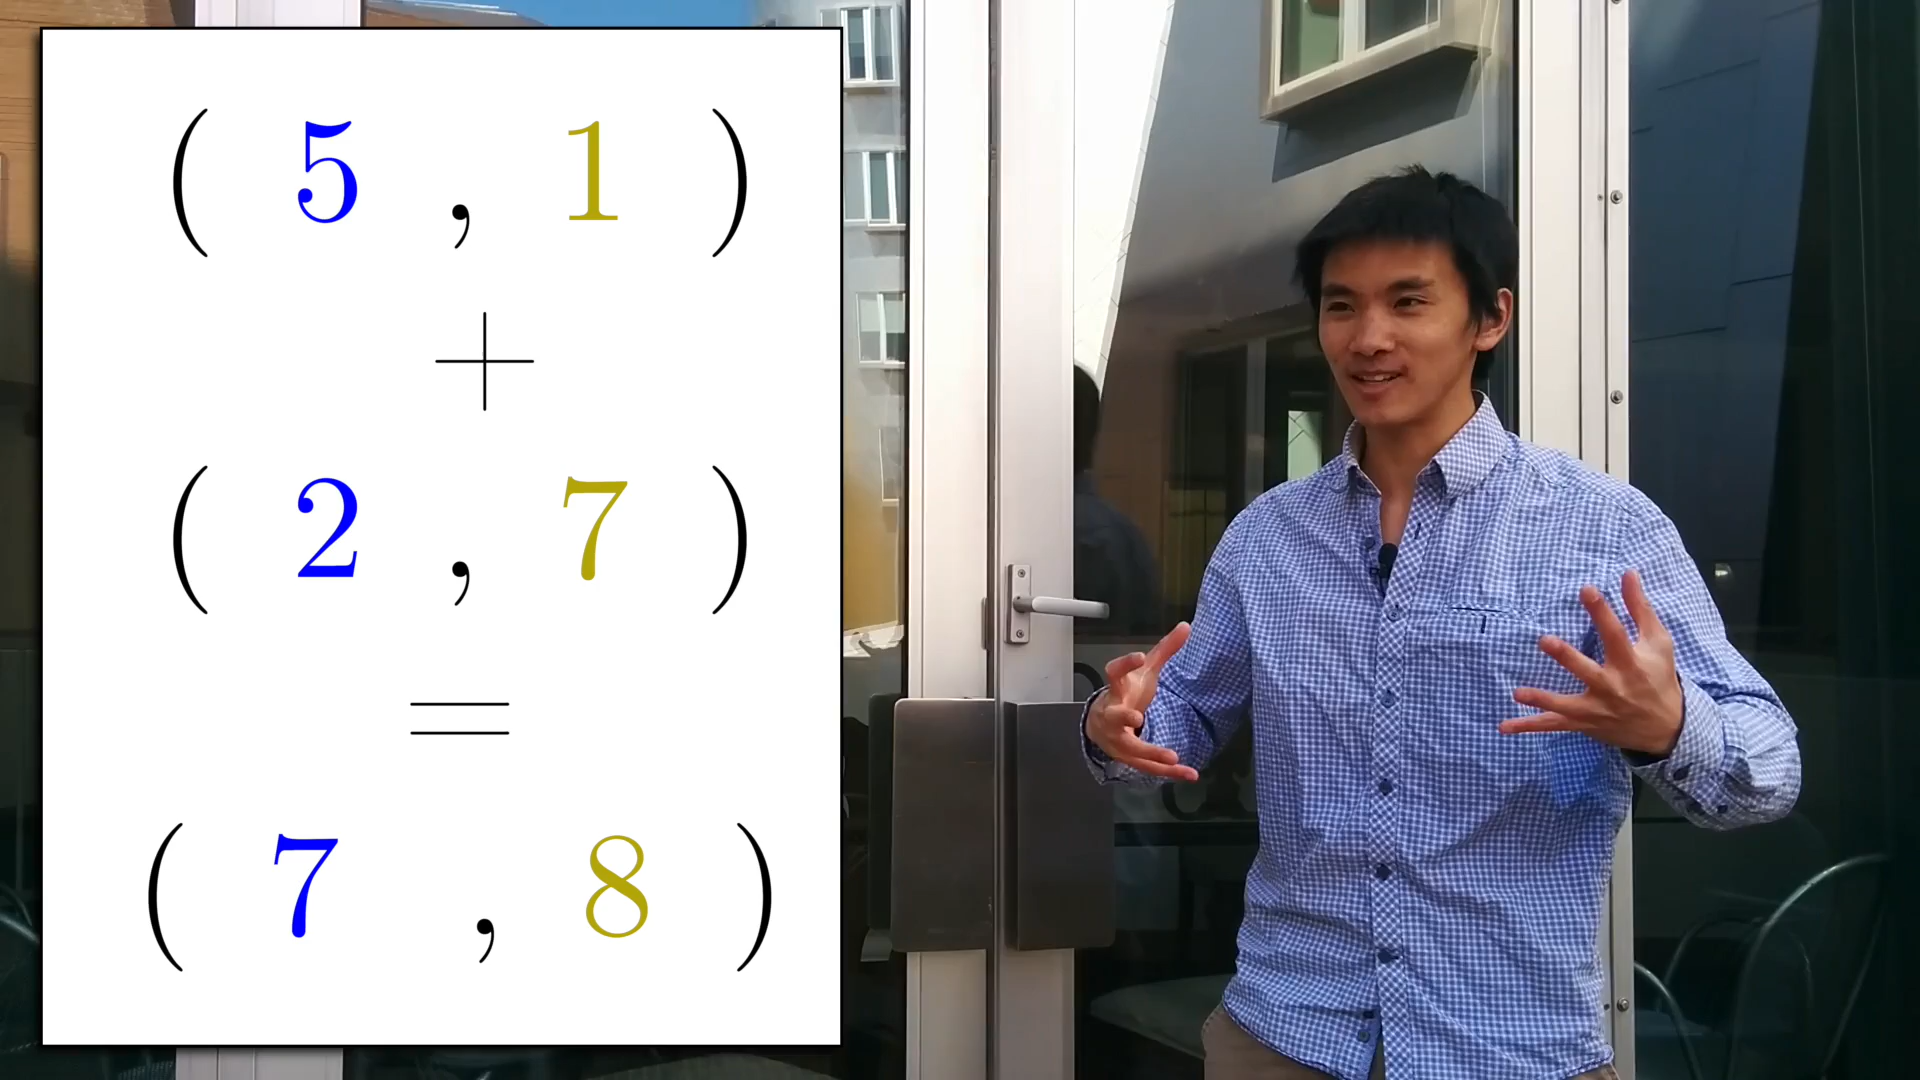 ( 5 , 1 )
+
( 2 , 7 )
=
( 7 , 8 )